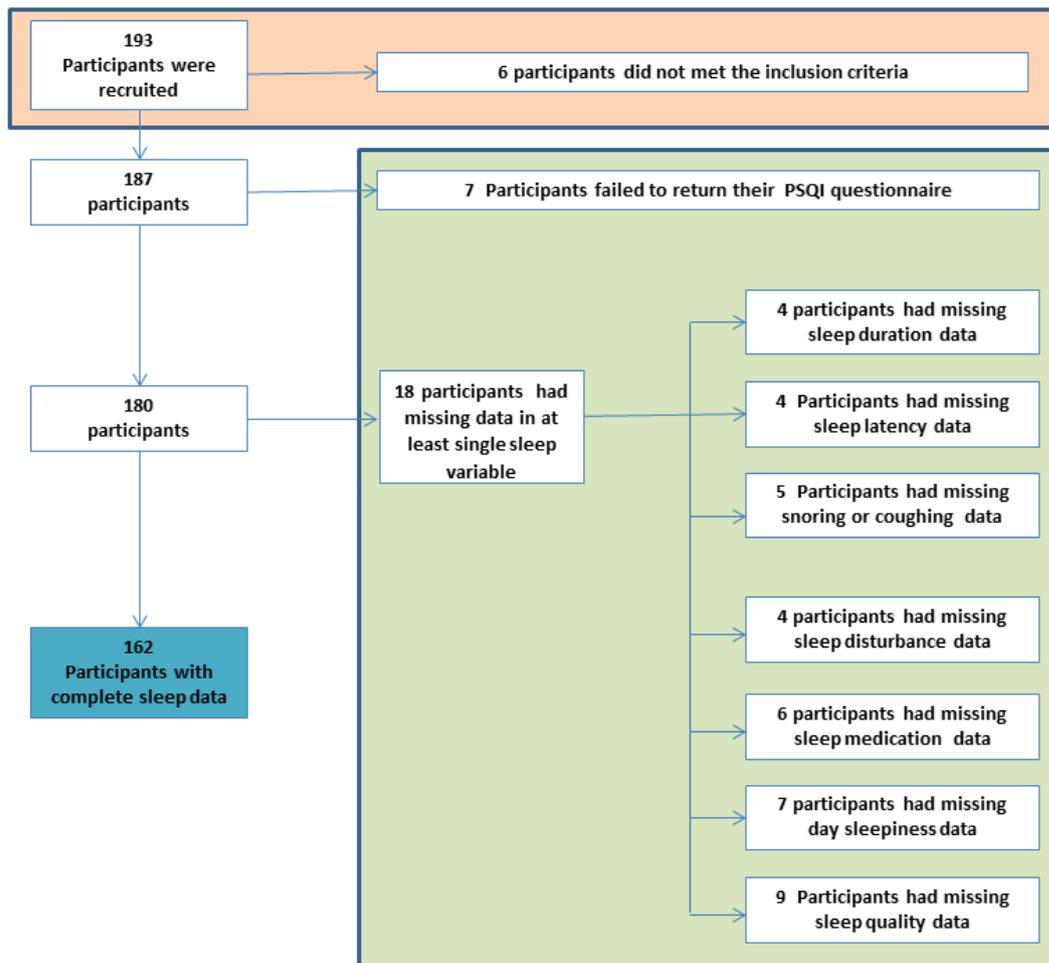 193
Participants were
recruited
6 participants did not met the inclusion criteria
187
participants
7 Participants failed to return their PSQI questionnaire
180
participants
18 participants had
missing data in at
least single sleep
variable
4 participants had missing
sleep duration data
4 Participants had missing
sleep latency data
5 Participants had missing
snoring or coughing data
4 participants had missing
sleep disturbance data
6 participants had missing
sleep medication data
7 participants had missing
day sleepiness data
9 Participants had missing
sleep quality data
162
Participants with
complete sleep data